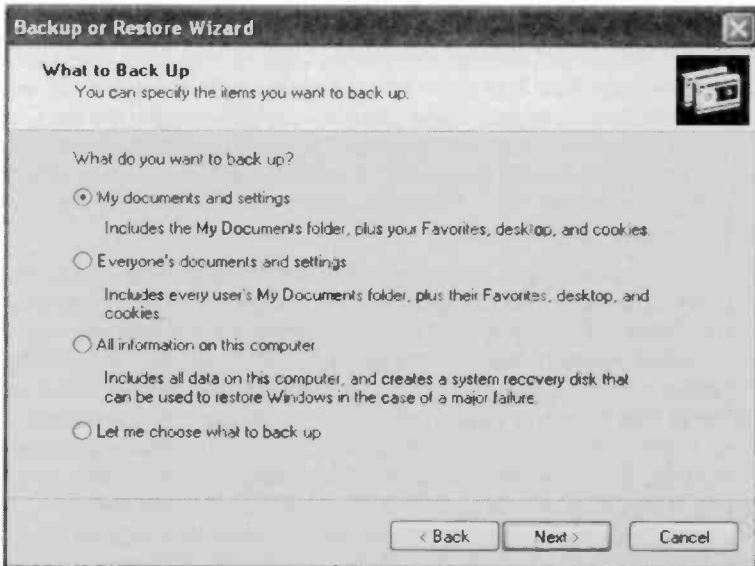 Backup or Restore Wizard
What to Back Up
You can specify the items you want to back up.
What do you want to back up?
My documents and settings
Includes the My Documents folder, plus your Favorites, desktop, and cookies.
Everyone's documents and settings
Includes every user's My Documents folder, plus their Favorites, desktop, and
cookies.
All information on this computer
Includes all data on this computer, and creates a system recovery disk that
can be used to restore Windows in the case of a major failure.
Let me choose what to back up
< Back
Next >
Cancel